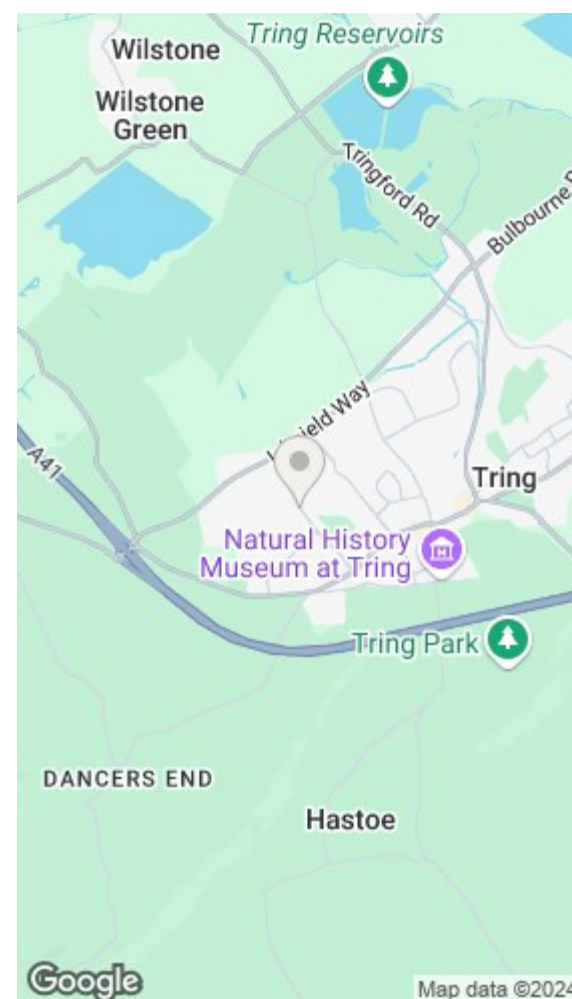 Tring Reservoirs
Wilstone
Wilstone
Green
Tringford Rd
Bulbourne
A41
Way
Tring
Natural History
Museum at Tring
Tring Park
DANCERS END
Hastoe
Google
Map data ©2024